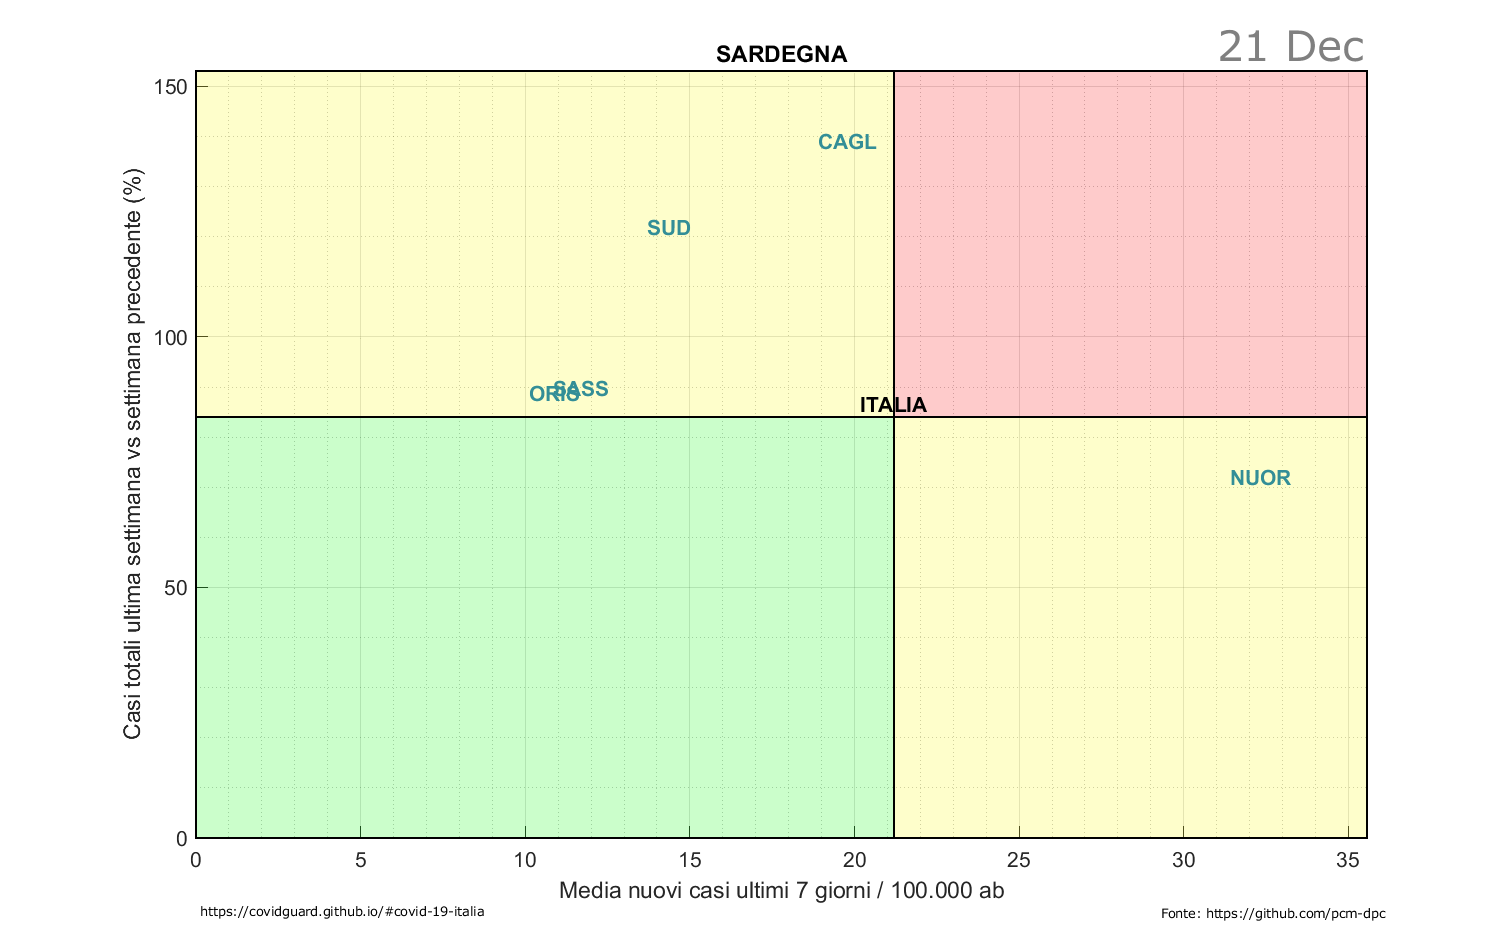 21 Dec
SARDEGNA
150
100
50
0
Casi totali ultima settimana vs settimana precedente (%)
CAGL
SUD
SASS
ORIS
ITALIA
NUOR
0 5 10 15 20 25 30 35
Media nuovi casi ultimi 7 giorni / 100.000 ab
https://covidguard.github.io/#covid-19-italia
Fonte: https://github.com/pcm-dpc